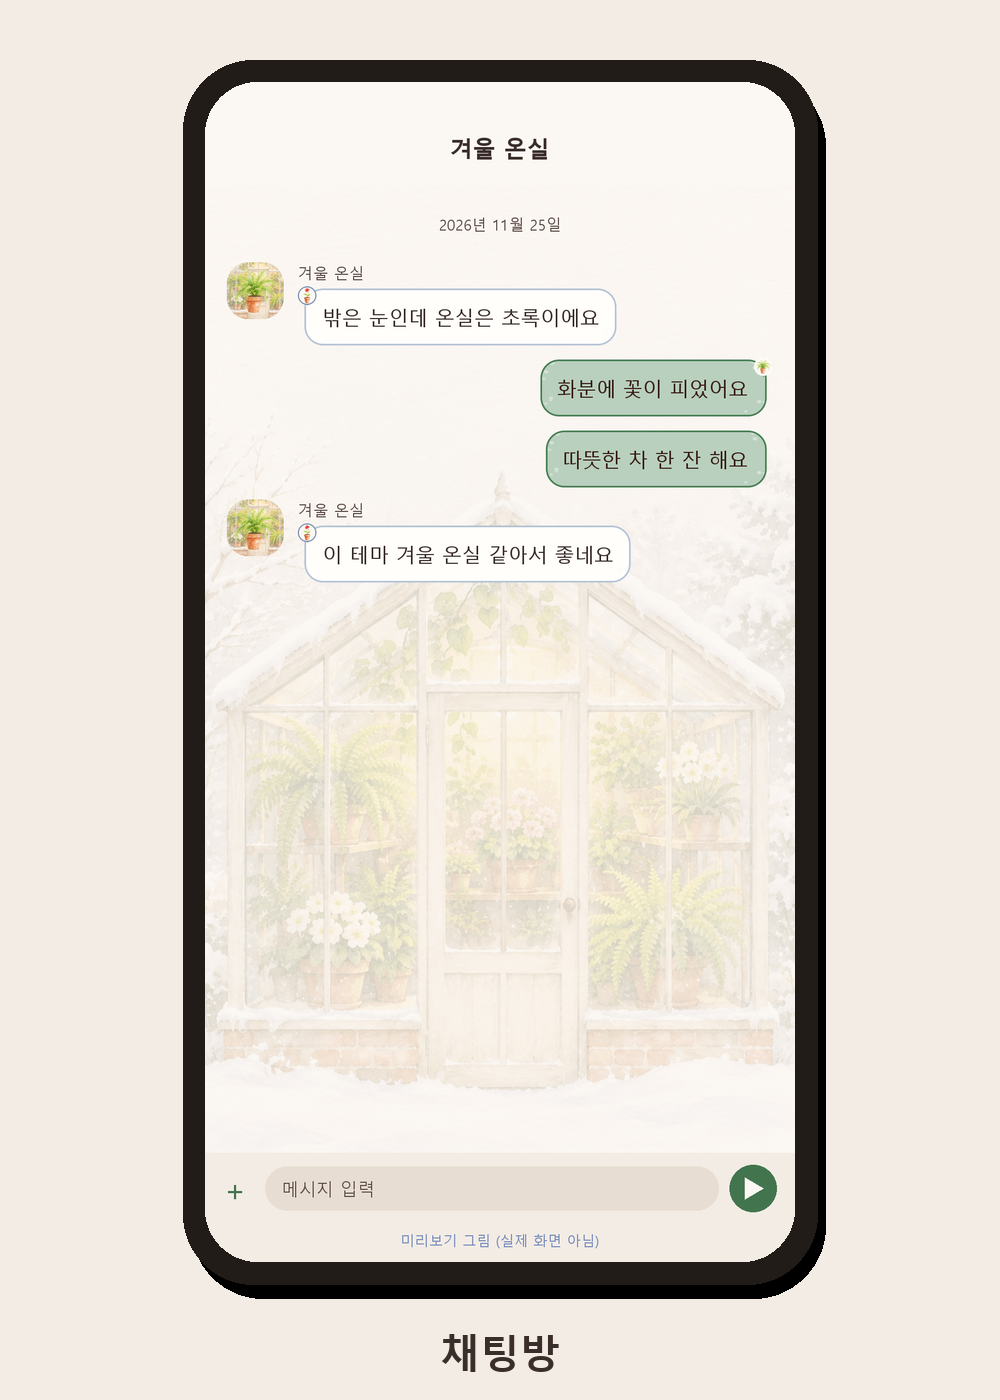 겨울 온실
2026년 11월 25일
겨울 온실
밖은 눈인데 온실은 초록이에요
화분에 꽃이 피었어요
따뜻한 차 한 잔 해요
겨울 온실
이 테마 겨울 온실 같아서 좋네요
+
메시지 입력
미리보기 그림 (실제 화면 아님)
채팅방